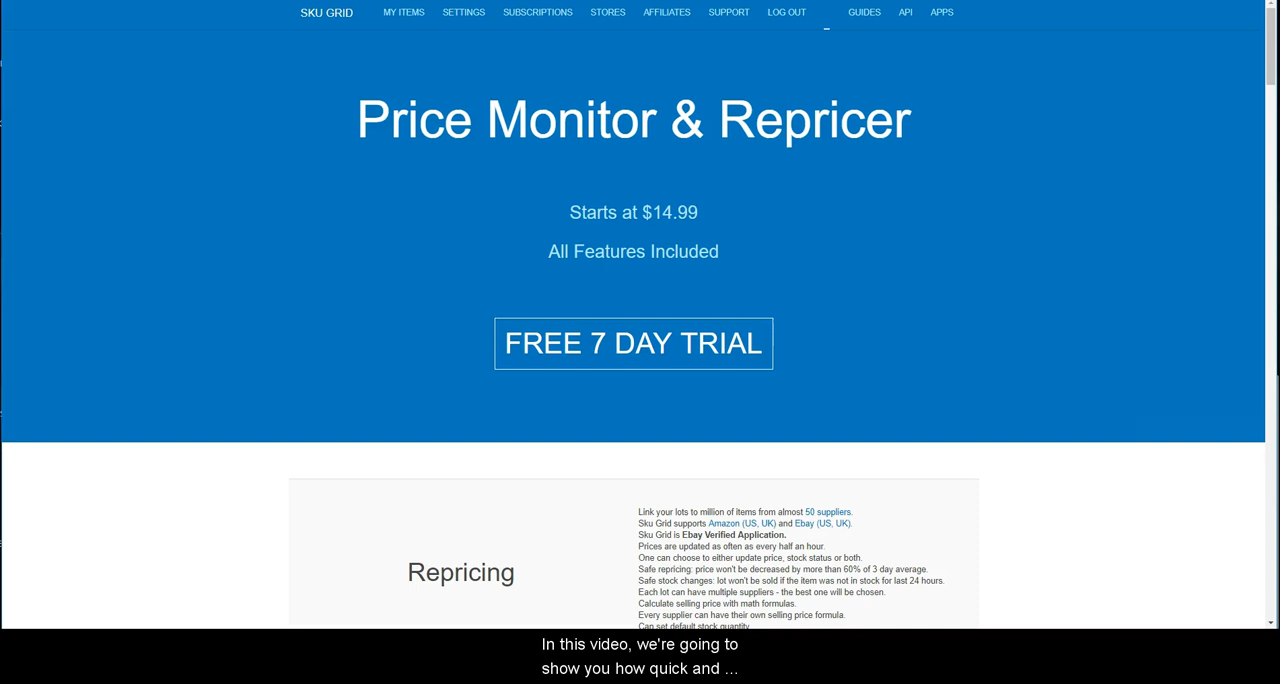 SKU GRID MY ITEMS SETTINGS SUBSCRIPTIONS STORES AFFILIATES SUPPORT LOG OUT GUIDES API APPS
Price Monitor & Repricer
Starts at $14.99
All Features Included
FREE 7 DAY TRIAL
Repricing
Link your lots to million of items from almost 50 suppliers.
Sku Grid supports Amazon (US, UK) and Ebay (US, UK).
Sku Grid is Ebay Verified Application.
Prices are updated as often as every half an hour.
One can choose to either update price, stock status or both.
Safe repricing: price won't be decreased by more than 60% of 3 day average.
Safe stock changes: lot won't be sold if the item was not in stock for last 24 hours.
Each lot can have multiple suppliers - the best one will be chosen.
Calculate selling price with math formulas.
Every supplier can have their own selling price formula.
Can set default stock quantity
In this video, we're going to
show you how quick and ...